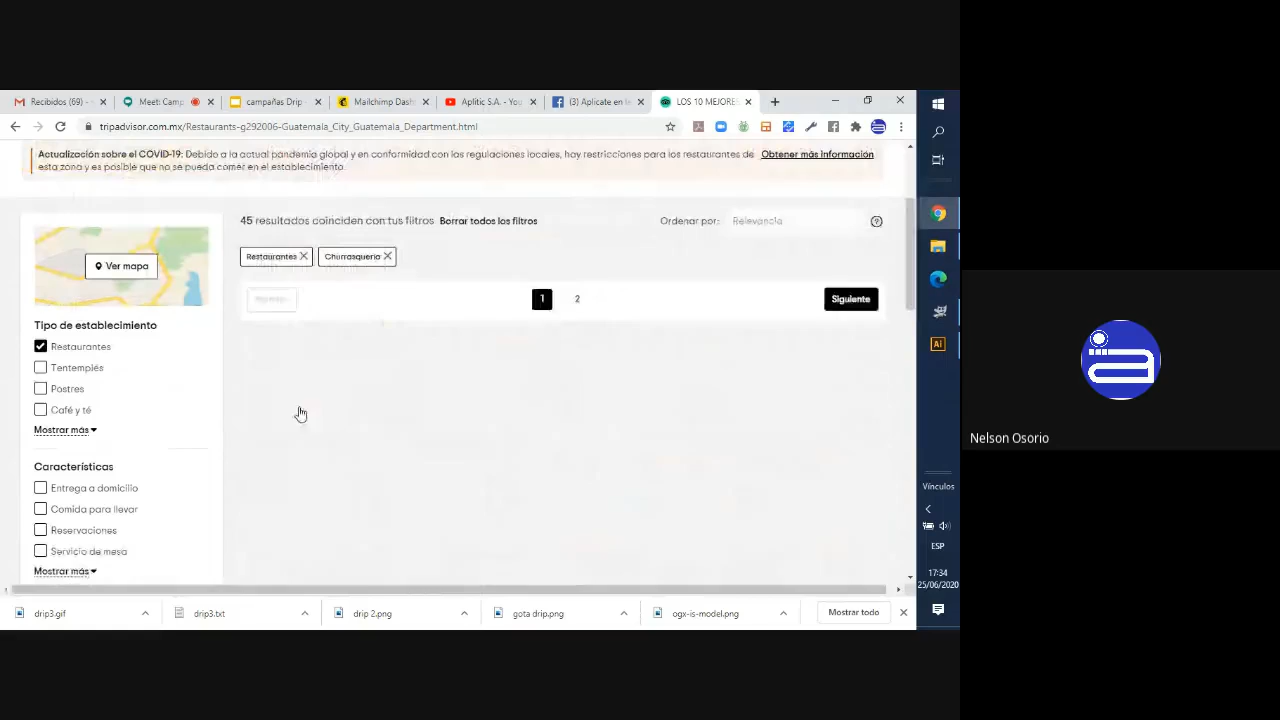 Recibidos (69) -
Meet: Camp
campañas Drip -
Mailchimp Dash
Aplitic S.A. - You
(3) Aplicate en le
LOS 10 MEJORE
tripadvisor.com.mx/Restaurants-g292006-Guatemala_City_Guatemala_Department.html
Actualización sobre el COVID-19: Debido a la actual pandemia global y en conformidad con las regulaciones locales, hay restricciones para los restaurantes de
esta zona y es posible que no se pueda comer en el establecimiento.
Obtener más información
45 resultados coinciden con tus filtros Borrar todos los filtros
Ordenar por: Relevancia
Restaurantes
Churrasquería
Ver mapa
1 2
Siguiente
Tipo de establecimiento
Restaurantes
Tentempiés
Postres
Café y té
Mostrar más
Características
Entrega a domicilio
Comida para llevar
Reservaciones
Servicio de mesa
Mostrar más
drip3.gif
drip3.txt
drip 2.png
gota drip.png
ogx-is-model.png
Mostrar todo
Ai
Vínculos
ESP
17:34
25/06/2020
Nelson Osorio